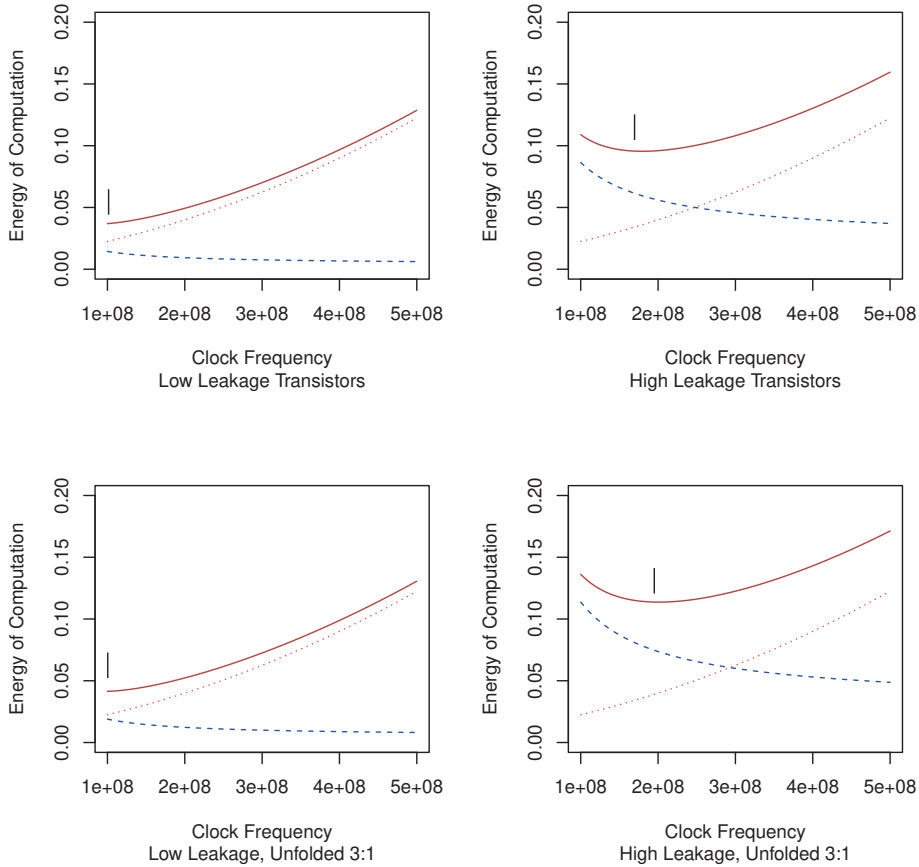 Energy of Computation
0.20
0.15
0.10
0.05
0.00
1e+08 2e+08 3e+08 4e+08 5e+08
Clock Frequency
Low Leakage Transistors
Energy of Computation
0.20
0.15
0.10
0.05
0.00
1e+08 2e+08 3e+08 4e+08 5e+08
Clock Frequency
High Leakage Transistors
Energy of Computation
0.20
0.15
0.10
0.05
0.00
1e+08 2e+08 3e+08 4e+08 5e+08
Clock Frequency
Low Leakage, Unfolded 3:1
Energy of Computation
0.20
0.15
0.10
0.05
0.00
1e+08 2e+08 3e+08 4e+08 5e+08
Clock Frequency
High Leakage, Unfolded 3:1